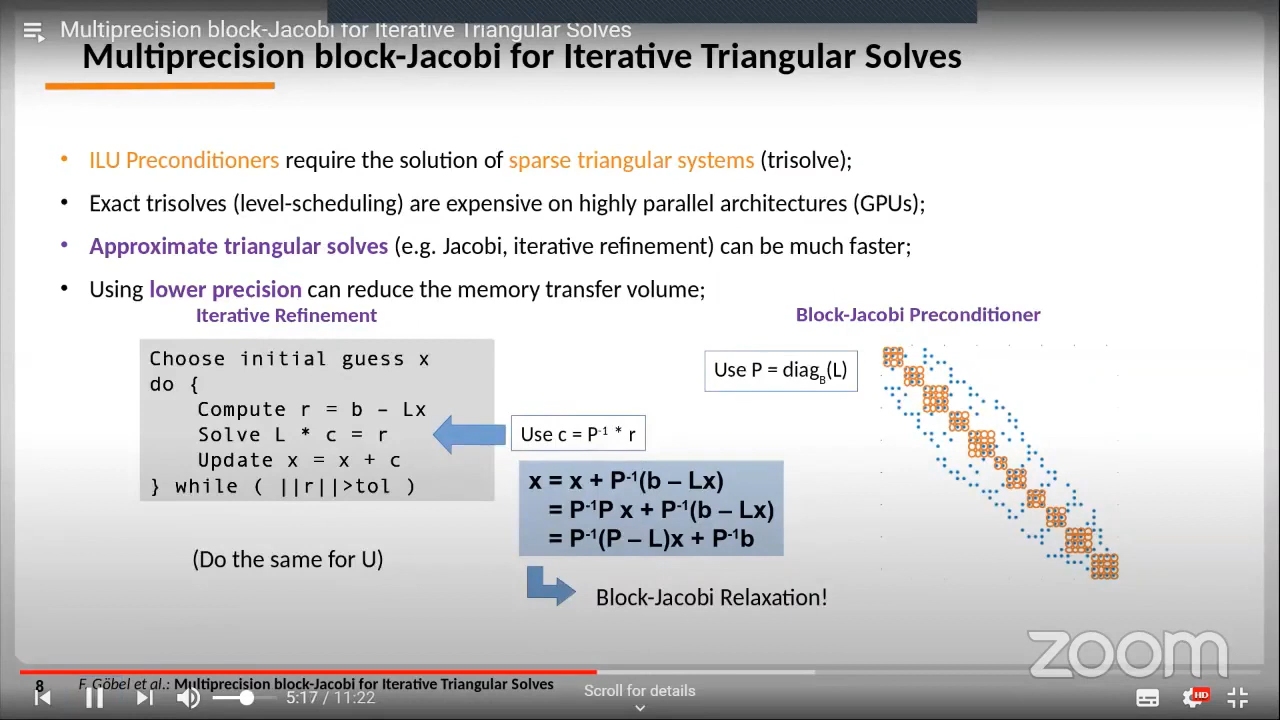 Multiprecision block-Jacobi for Iterative Triangular Solves
Multiprecision block-Jacobi for Iterative Triangular Solves
• ILU Preconditioners require the solution of sparse triangular systems (trisolve);
• Exact trisolves (level-scheduling) are expensive on highly parallel architectures (GPUs);
• Approximate triangular solves (e.g. Jacobi, iterative refinement) can be much faster;
• Using lower precision can reduce the memory transfer volume;
Iterative Refinement
Block-Jacobi Preconditioner
Choose initial guess x
do {
Compute r = b – Lx
Solve L * c = r
Update x = x + c
} while ( ||r||>tol )
Use P = diag_B(L)
Use c = P⁻¹ * r
x = x + P⁻¹(b – Lx)
= P⁻¹P x + P⁻¹(b – Lx)
= P⁻¹(P – L)x + P⁻¹b
(Do the same for U)
Block-Jacobi Relaxation!
zoom
8 F. Göbel et al.: Multiprecision block-Jacobi for Iterative Triangular Solves
5:17 / 11:22
Scroll for details
HD